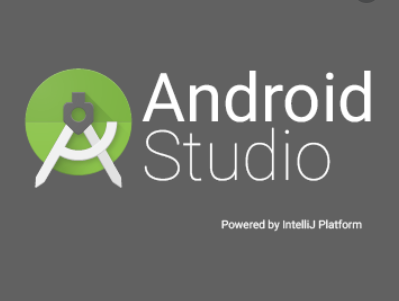 Android
Studio
Powered by IntelliJ Platform